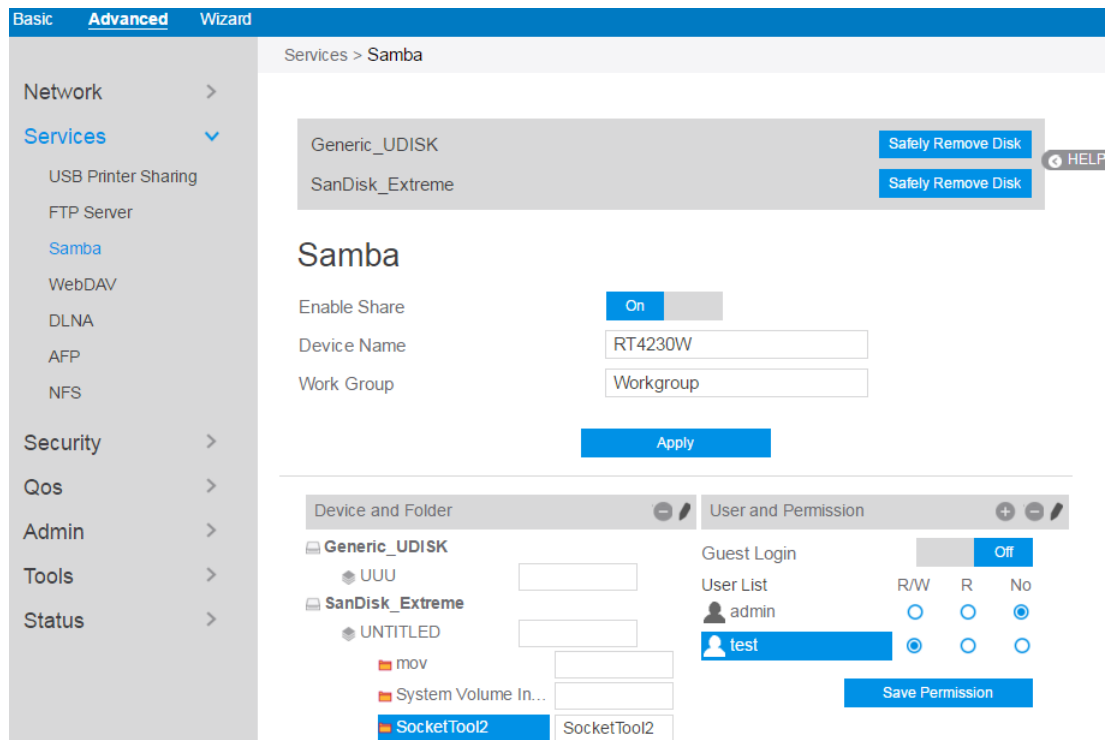 Basic Advanced Wizard
Services > Samba
Network
Services
USB Printer Sharing
FTP Server
Samba
WebDAV
DLNA
AFP
NFS
Security
Qos
Admin
Tools
Status
Generic_UDISK Safely Remove Disk
SanDisk_Extreme Safely Remove Disk
HELP
Samba
Enable Share On
Device Name RT4230W
Work Group Workgroup
Apply
Device and Folder
Generic_UDISK
UUU
SanDisk_Extreme
UNTITLED
mov
System Volume In...
SocketTool2 SocketTool2
User and Permission
Guest Login Off
User List R/W R No
admin
test
Save Permission